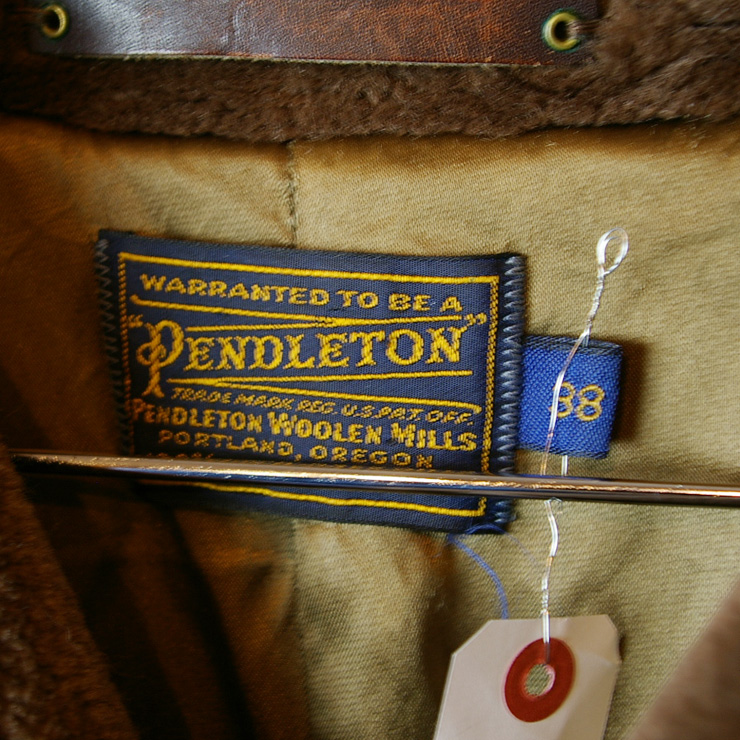 WARRANTED TO BE A
"PENDLETON"
TRADE MARK REG. U.S. PAT. OFF.
PENDLETON WOOLEN MILLS
PORTLAND, OREGON
38